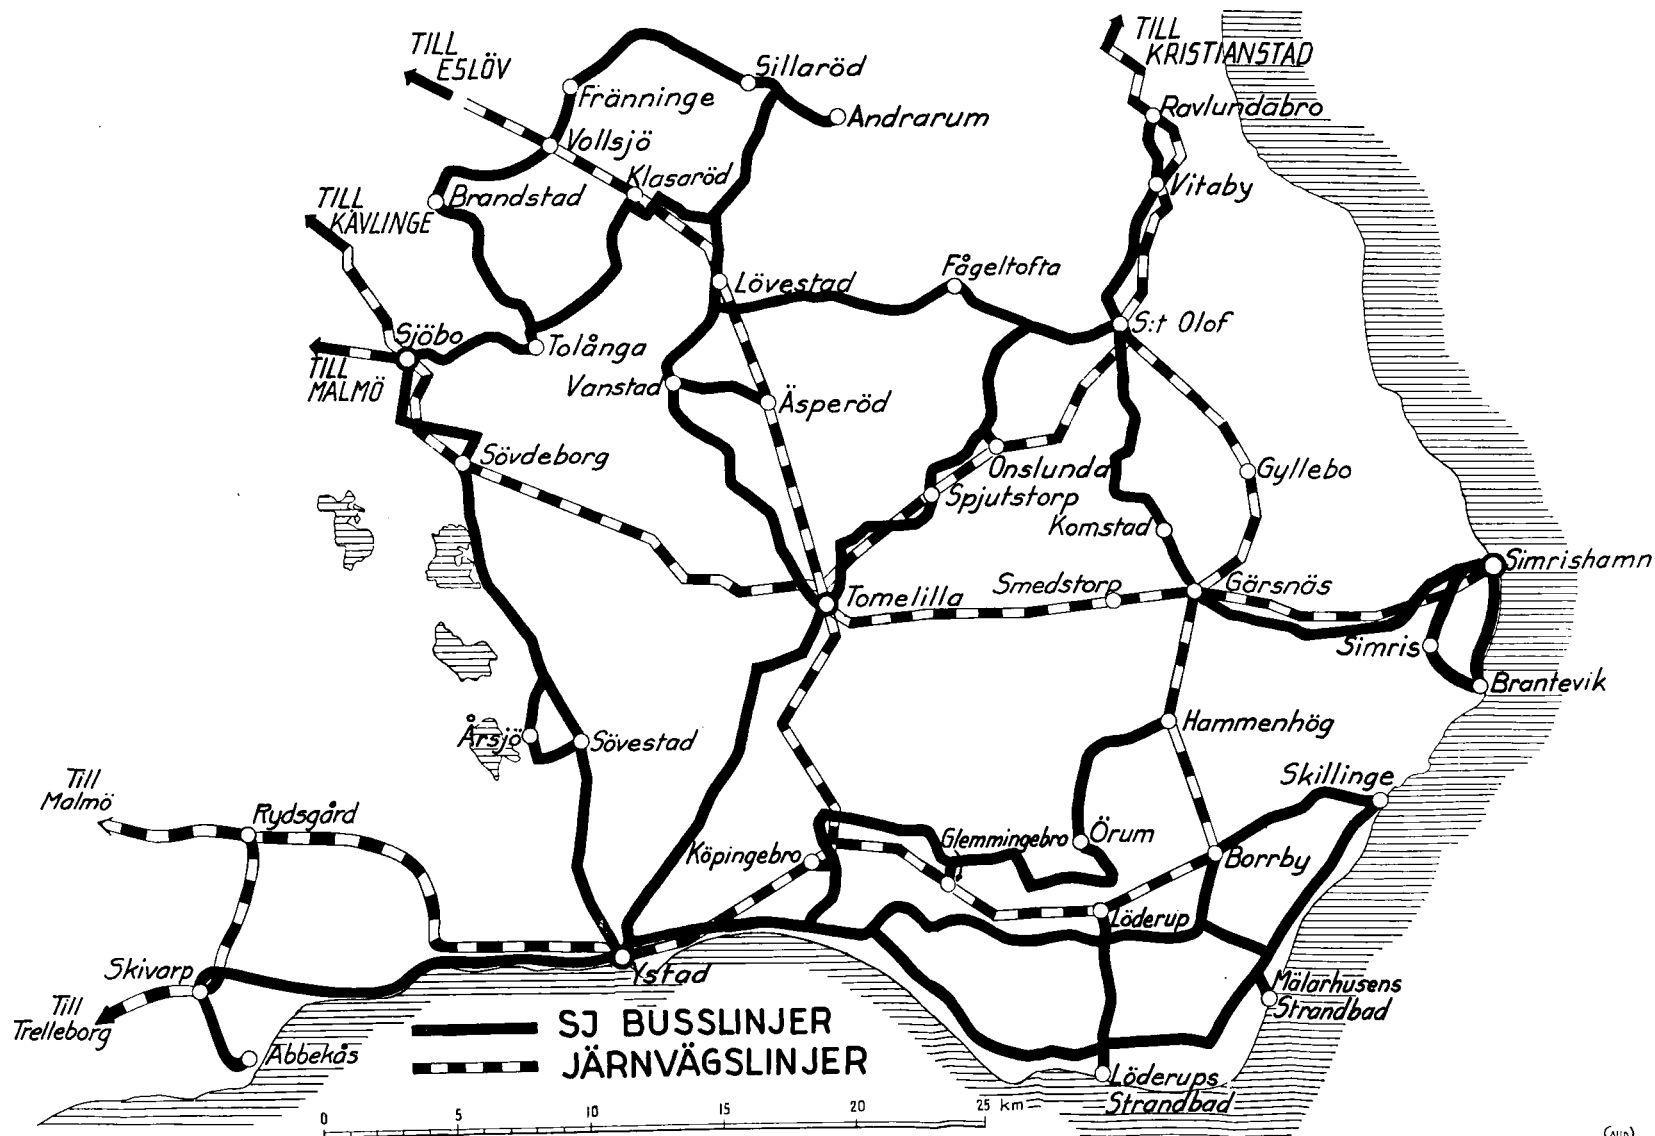 TILL
ESLÖV
TILL
KRISTIANSTAD
Sillaröd
Fränninge
Andrarum
Ravlundabro
Vollsjö
Klasaröd
Vitaby
Brandstad
TILL
KÄVLINGE
Fågeltofta
Lövestad
S:t Olof
Sjöbo
Tolånga
TILL
MALMÖ
Vanstad
Äsperöd
Sövdeborg
Onslunda
Gyllebo
Spjutstorp
Komstad
Simrishamn
Smedstorp
Gärsnäs
Tomelilla
Simris
Brantevik
Hammenhög
Årsjö
Sövestad
Skillinge
Till
Malmö
Rydsgård
Glemmingebro
Örum
Köpingebro
Borrby
Löderup
Skivarp
Ystad
Mälarhusens
Strandbad
Till
Trelleborg
Abbekås
SJ BUSSLINJER
JÄRNVÄGSLINJER
Löderups
Strandbad
0 5 10 15 20 25 km